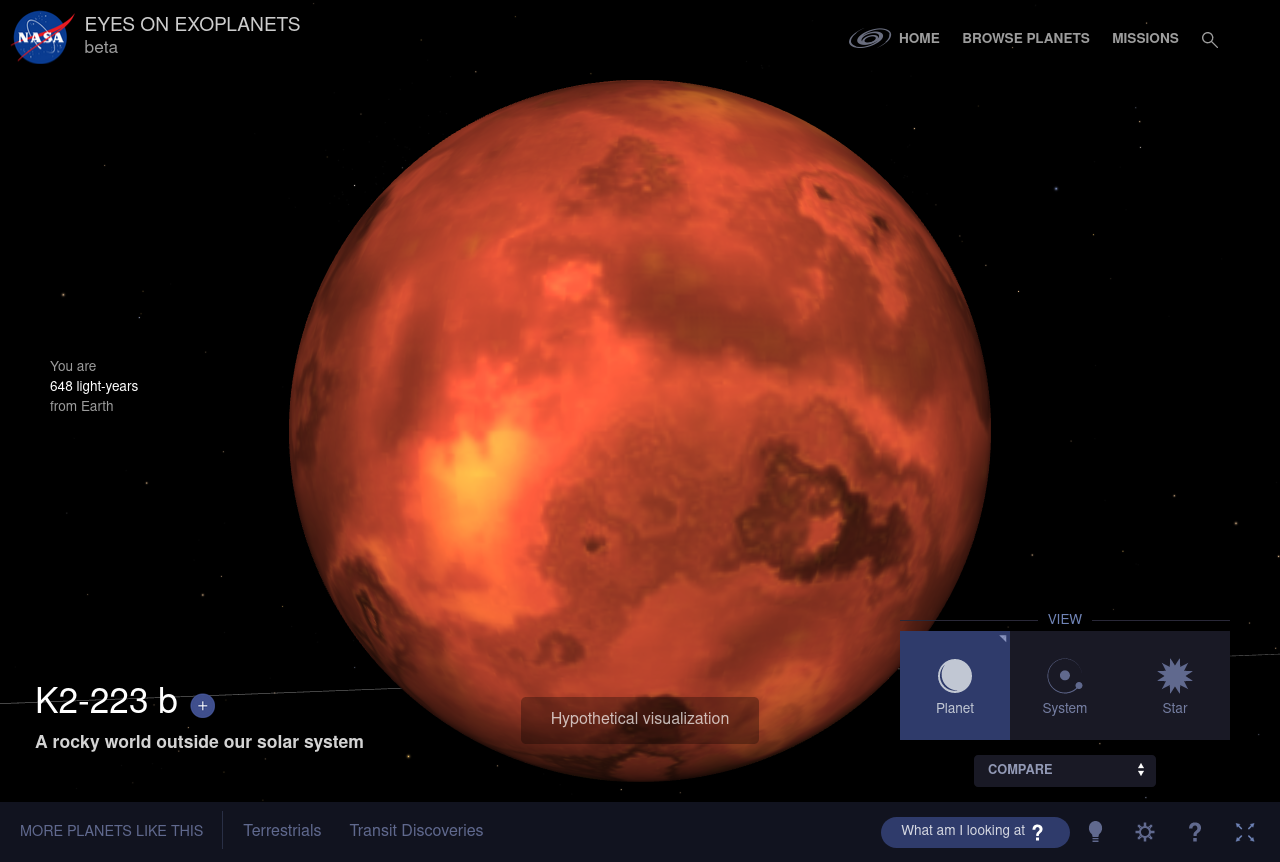 NASA
EYES ON EXOPLANETS
beta
HOME
BROWSE PLANETS
MISSIONS
You are
648 light-years
from Earth
VIEW
Planet
System
Star
COMPARE
K2-223 b +
A rocky world outside our solar system
Hypothetical visualization
MORE PLANETS LIKE THIS
Terrestrials
Transit Discoveries
What am I looking at ?
?